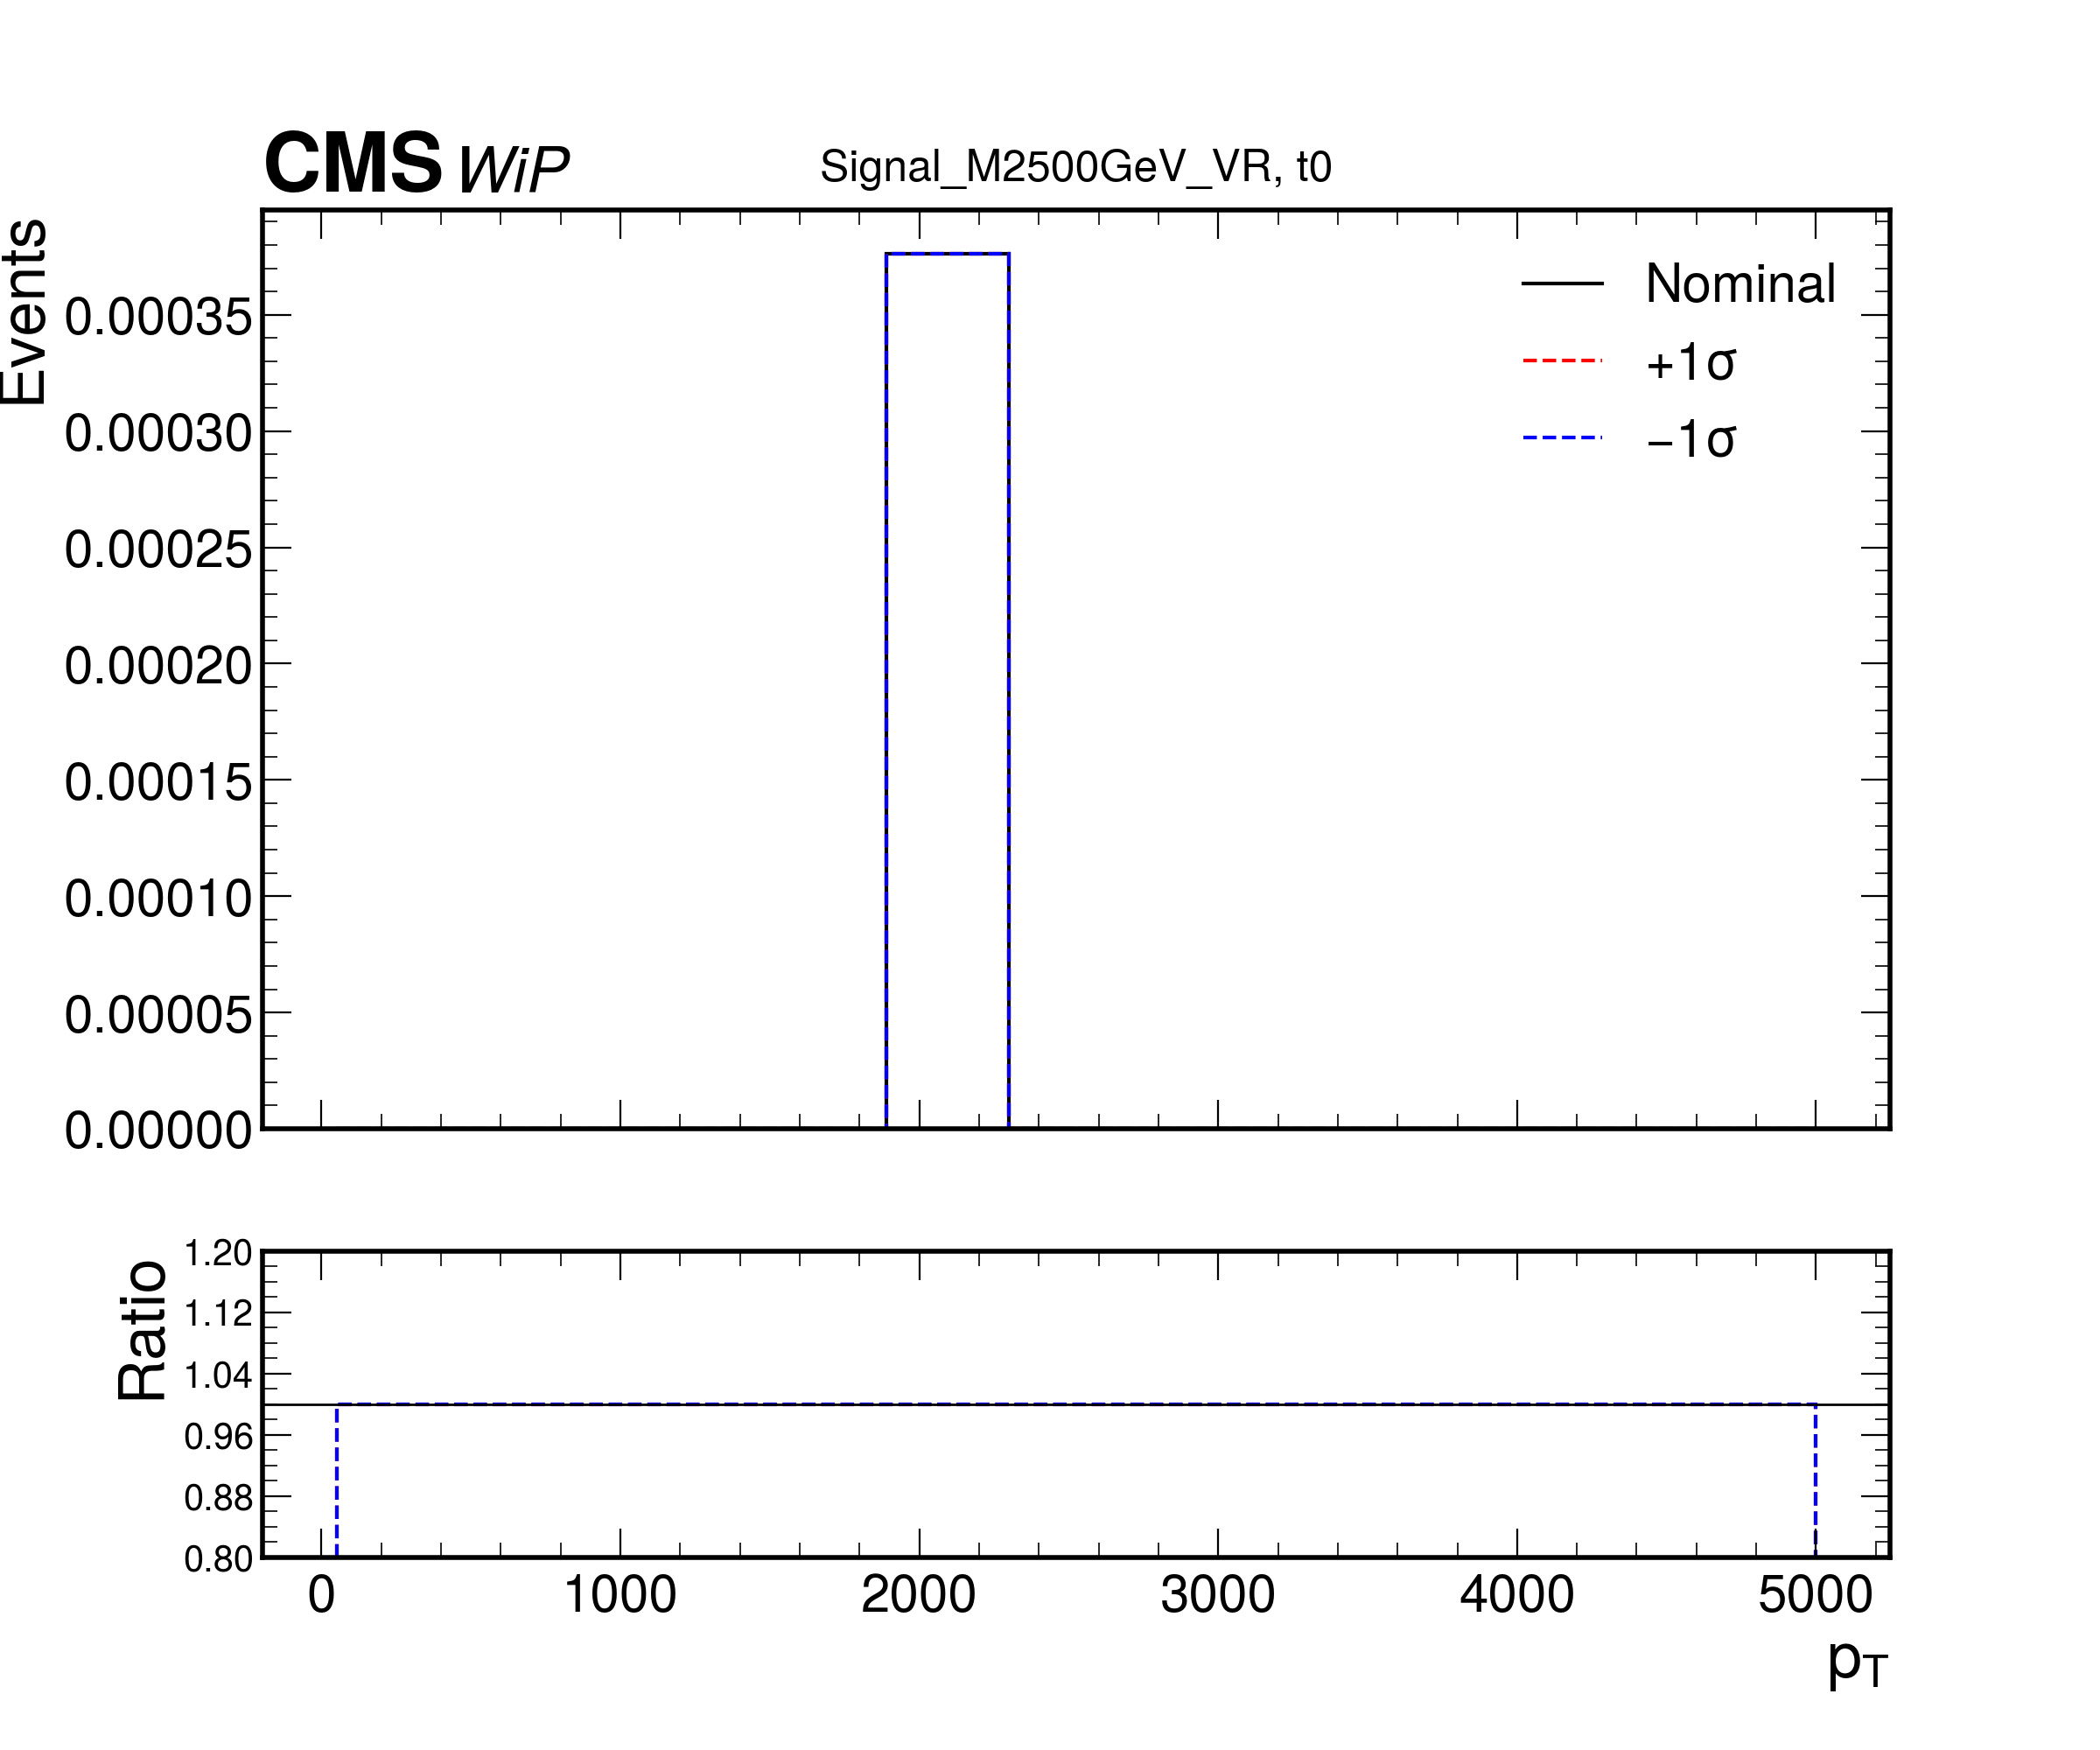 CMS WiP
Signal_M2500GeV_VR, t0
Events
0.00035
0.00030
0.00025
0.00020
0.00015
0.00010
0.00005
0.00000
Nominal
+1σ
−1σ
Ratio
1.20
1.12
1.04
0.96
0.88
0.80
0 1000 2000 3000 4000 5000
pT